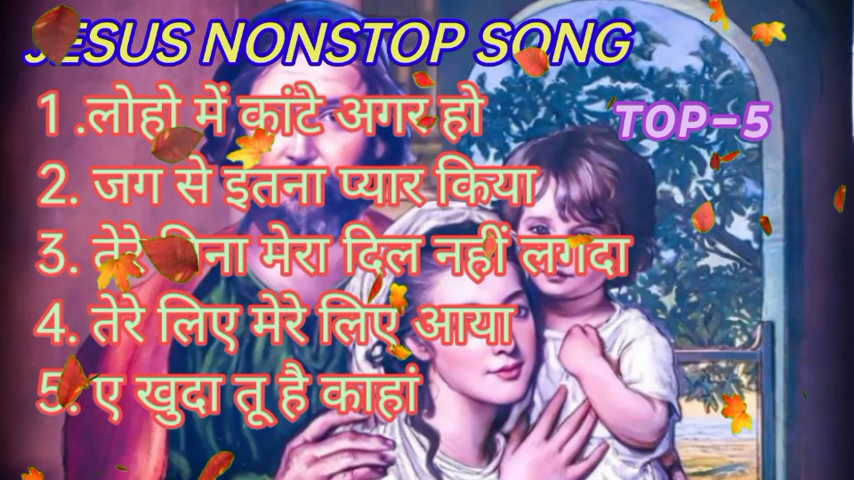 JESUS NONSTOP SONG
TOP-5
1 .लोहो में कांटे अगर हो
2. जग से इतना प्यार किया
3. तेरे बिना मेरा दिल नहीं लगदा
4. तेरे लिए मेरे लिए आया
5. ए खुदा तू है काहां